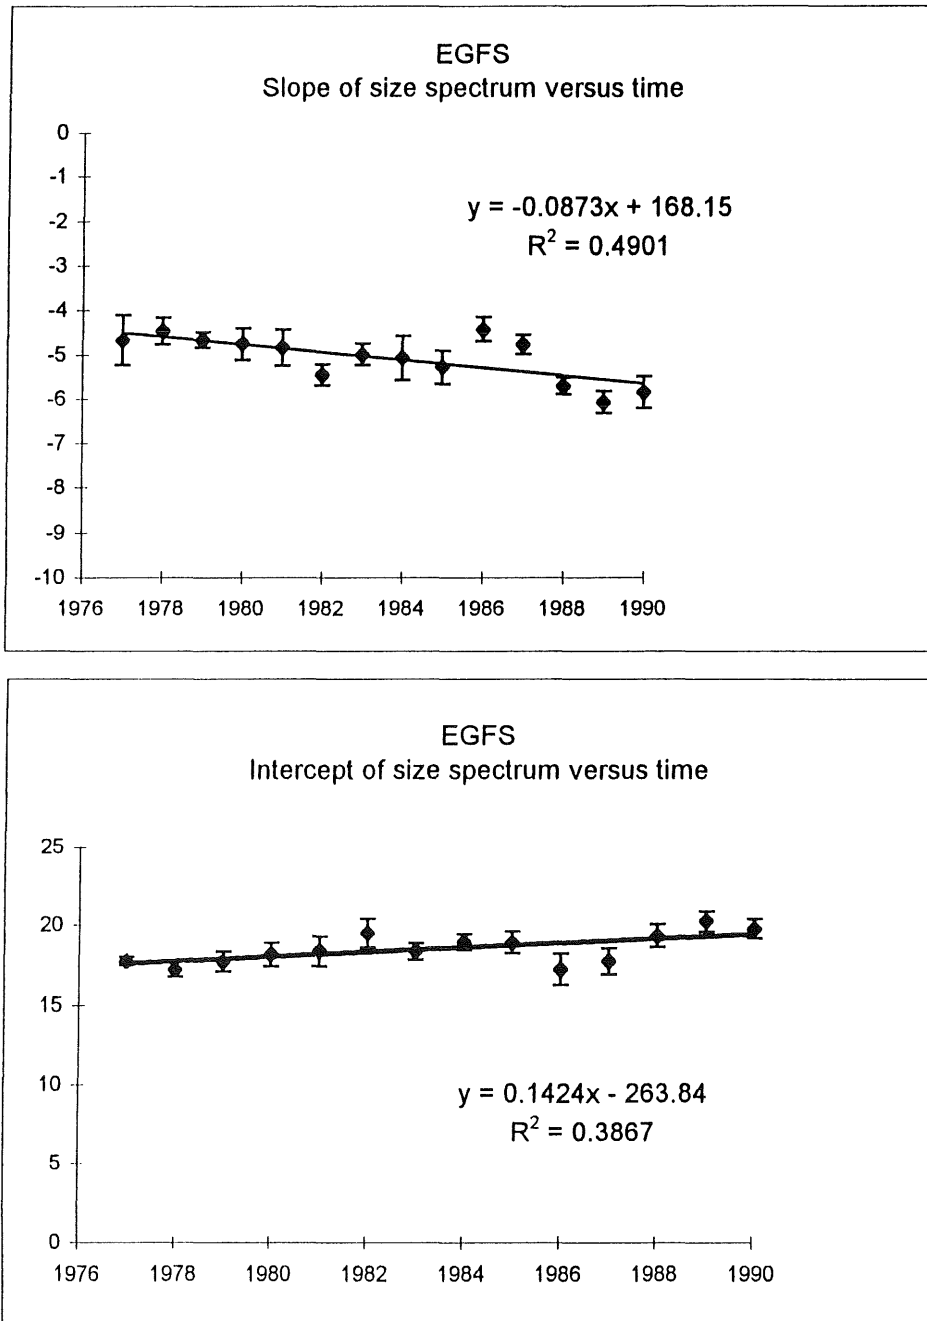 EGFS
Slope of size spectrum versus time
0
-1
-2
-3
-4
-5
-6
-7
-8
-9
-10
y = -0.0873x + 168.15
R² = 0.4901
1976 1978 1980 1982 1984 1986 1988 1990
EGFS
Intercept of size spectrum versus time
25
20
15
10
5
0
y = 0.1424x - 263.84
R² = 0.3867
1976 1978 1980 1982 1984 1986 1988 1990